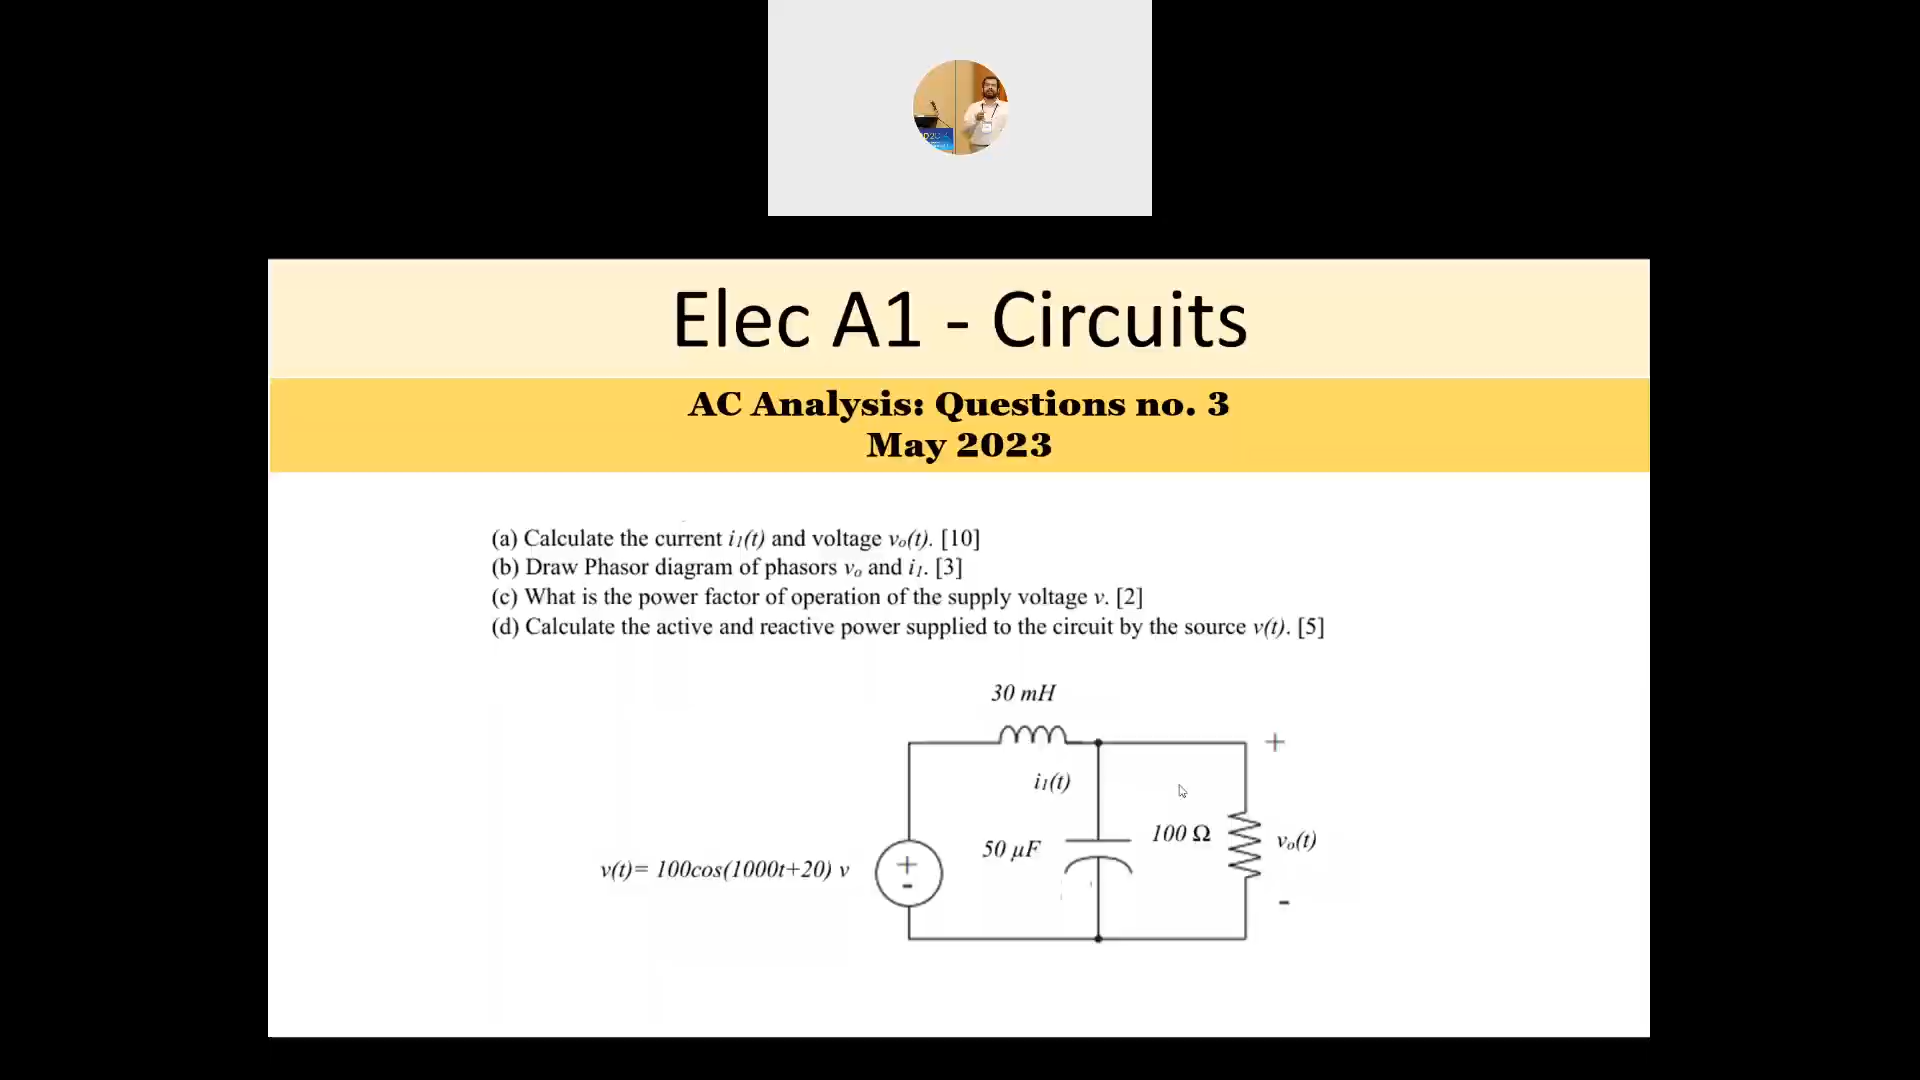 Elec A1 - Circuits
AC Analysis: Questions no. 3
May 2023
(a) Calculate the current i₁(t) and voltage vₒ(t). [10]
(b) Draw Phasor diagram of phasors vₒ and i₁. [3]
(c) What is the power factor of operation of the supply voltage v. [2]
(d) Calculate the active and reactive power supplied to the circuit by the source v(t). [5]
30 mH
+
i₁(t)
100 Ω
50 μF
vₒ(t)
v(t)= 100cos(1000t+20) v
+
-
-